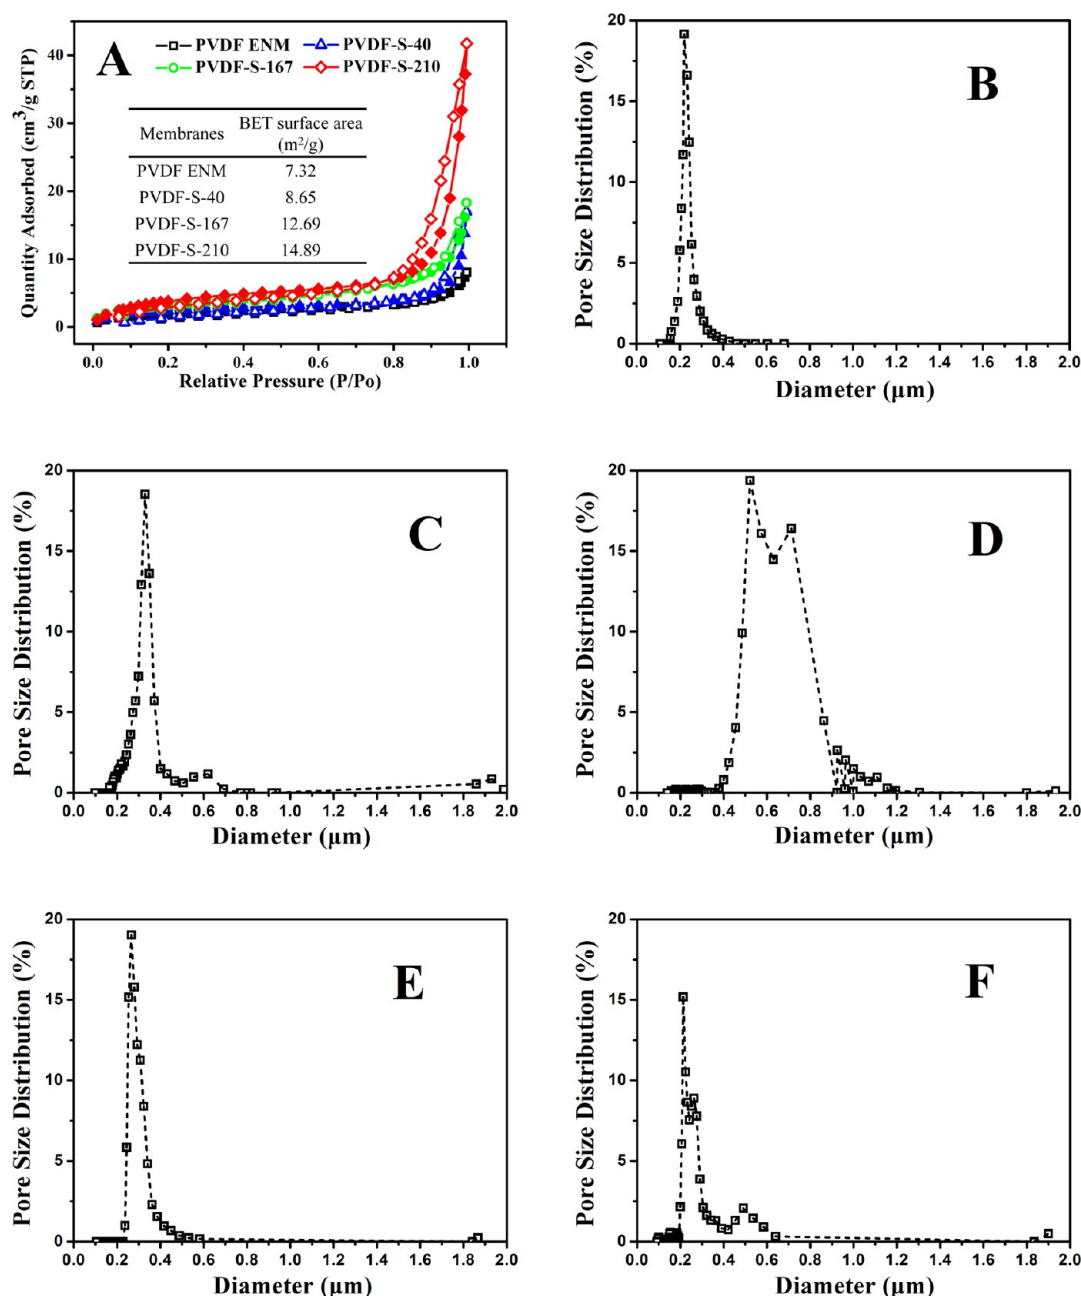 A
PVDF ENM PVDF-S-40
PVDF-S-167 PVDF-S-210
Membranes BET surface area
(m²/g)
PVDF ENM 7.32
PVDF-S-40 8.65
PVDF-S-167 12.69
PVDF-S-210 14.89
Quantity Adsorbed (cm³/g STP)
40
30
20
10
0
0.0 0.2 0.4 0.6 0.8 1.0
Relative Pressure (P/Po)
B
Pore Size Distribution (%)
20
15
10
5
0
0.0 0.2 0.4 0.6 0.8 1.0 1.2 1.4 1.6 1.8 2.0
Diameter (μm)
C
Pore Size Distribution (%)
20
15
10
5
0
0.0 0.2 0.4 0.6 0.8 1.0 1.2 1.4 1.6 1.8 2.0
Diameter (μm)
D
Pore Size Distribution (%)
20
15
10
5
0
0.0 0.2 0.4 0.6 0.8 1.0 1.2 1.4 1.6 1.8 2.0
Diameter (μm)
E
Pore Size Distribution (%)
20
15
10
5
0
0.0 0.2 0.4 0.6 0.8 1.0 1.2 1.4 1.6 1.8 2.0
Diameter (μm)
F
Pore Size Distribution (%)
20
15
10
5
0
0.0 0.2 0.4 0.6 0.8 1.0 1.2 1.4 1.6 1.8 2.0
Diameter (μm)